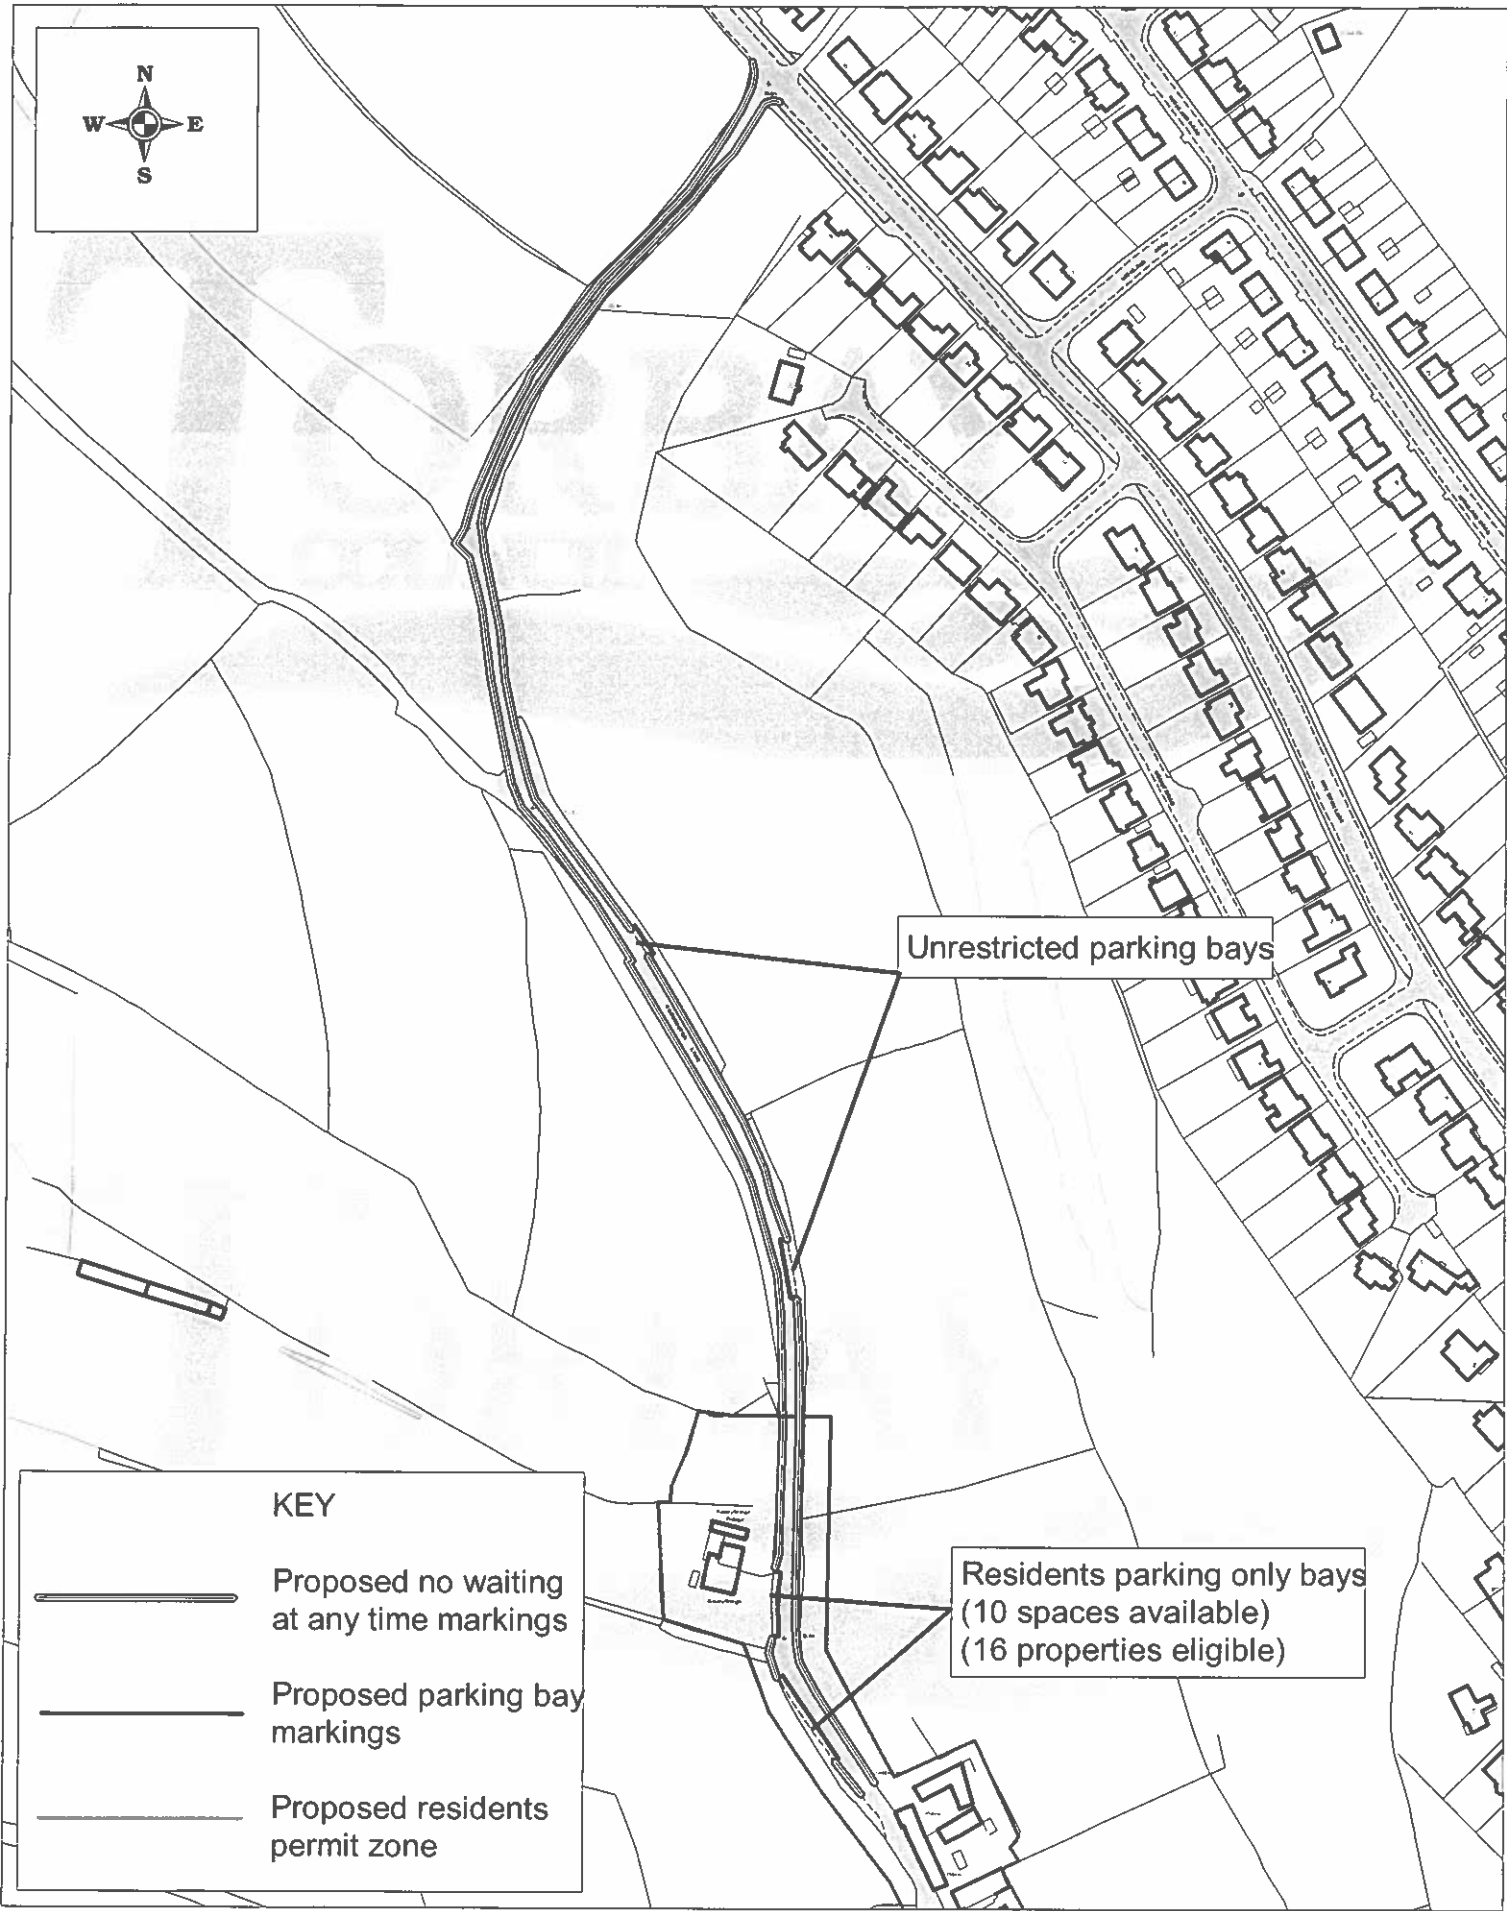 N
W E
S
Unrestricted parking bays
Residents parking only bays
(10 spaces available)
(16 properties eligible)
KEY
Proposed no waiting
at any time markings
Proposed parking bay
markings
Proposed residents
permit zone